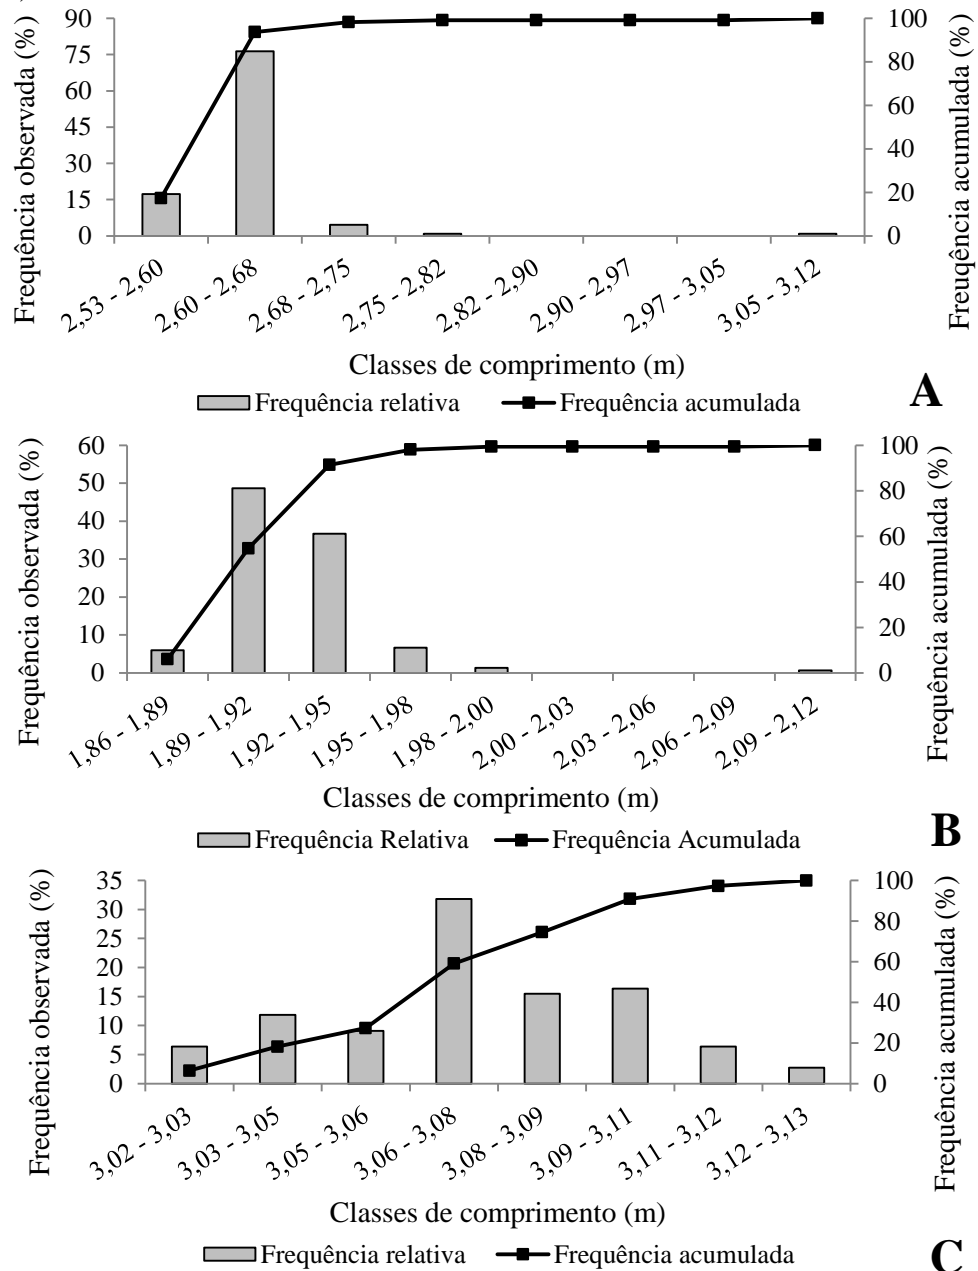 90
75
60
45
30
15
0
100
80
60
40
20
0
Frequência observada (%)
Freuqência acumulada (%)
2,53 - 2,60
2,60 - 2,68
2,68 - 2,75
2,75 - 2,82
2,82 - 2,90
2,90 - 2,97
2,97 - 3,05
3,05 - 3,12
Classes de comprimento (m)
Frequência relativa
Frequência acumulada
A
60
50
40
30
20
10
0
100
80
60
40
20
0
Frequência observada (%)
Frequência acumulada (%)
1,86 - 1,89
1,89 - 1,92
1,92 - 1,95
1,95 - 1,98
1,98 - 2,00
2,00 - 2,03
2,03 - 2,06
2,06 - 2,09
2,09 - 2,12
Classes de comprimento (m)
Frequência Relativa
Frequência Acumulada
B
35
30
25
20
15
10
5
0
100
80
60
40
20
0
Frequência observada (%)
Frequência acumulada (%)
3,02 - 3,03
3,03 - 3,05
3,05 - 3,06
3,06 - 3,08
3,08 - 3,09
3,09 - 3,11
3,11 - 3,12
3,12 - 3,13
Classes de comprimento (m)
Frequência relativa
Frequência acumulada
C